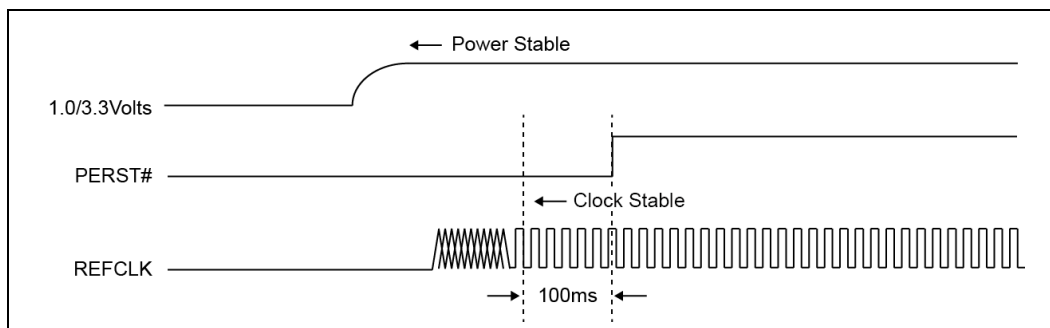 Power Stable
1.0/3.3Volts
PERST#
Clock Stable
REFCLK
100ms